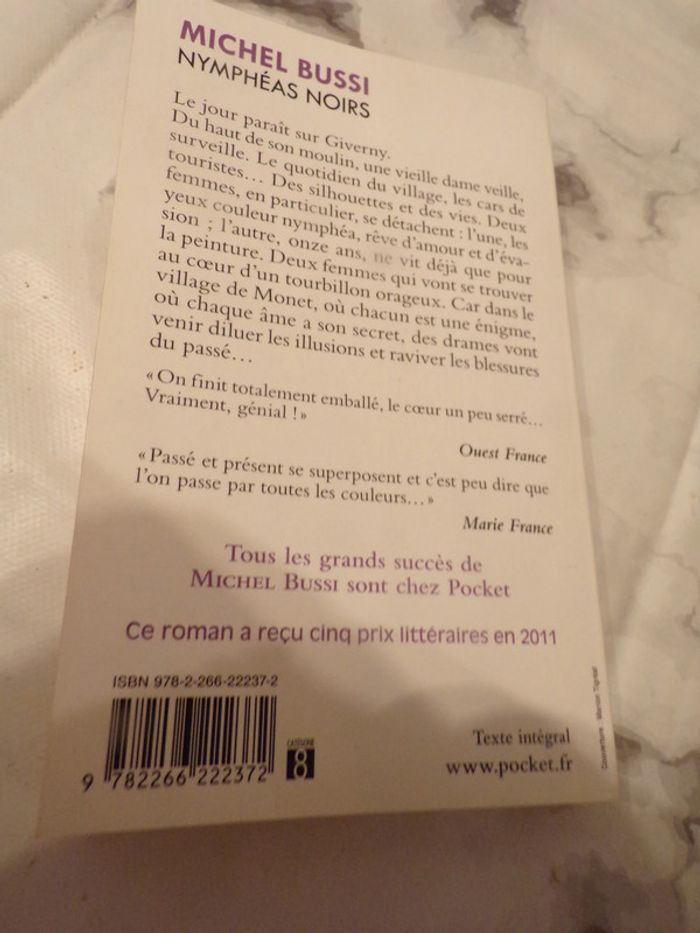 MICHEL BUSSI
NYMPHÉAS NOIRS
Le jour paraît sur Giverny.
Du haut de son moulin, une vieille dame veille,
surveille. Le quotidien du village, les cars de
touristes... Des silhouettes et des vies. Deux
femmes, en particulier, se détachent : l'une, les
yeux couleur nymphéa, rêve d'amour et d'éva-
sion ; l'autre, onze ans, ne vit déjà que pour
la peinture. Deux femmes qui vont se trouver
au cœur d'un tourbillon orageux. Car dans le
village de Monet, où chacun est une énigme,
où chaque âme a son secret, des drames vont
venir diluer les illusions et raviver les blessures
du passé...
« On finit totalement emballé, le cœur un peu serré...
Vraiment, génial ! »
Ouest France
« Passé et présent se superposent et c'est peu dire que
l'on passe par toutes les couleurs... »
Marie France
Tous les grands succès de
MICHEL BUSSI sont chez Pocket
Ce roman a reçu cinq prix littéraires en 2011
ISBN 978-2-266-22237-2
9 782266 222372
CATÉGORIE
8
Texte intégral
www.pocket.fr
Couverture : Marion Tigréat